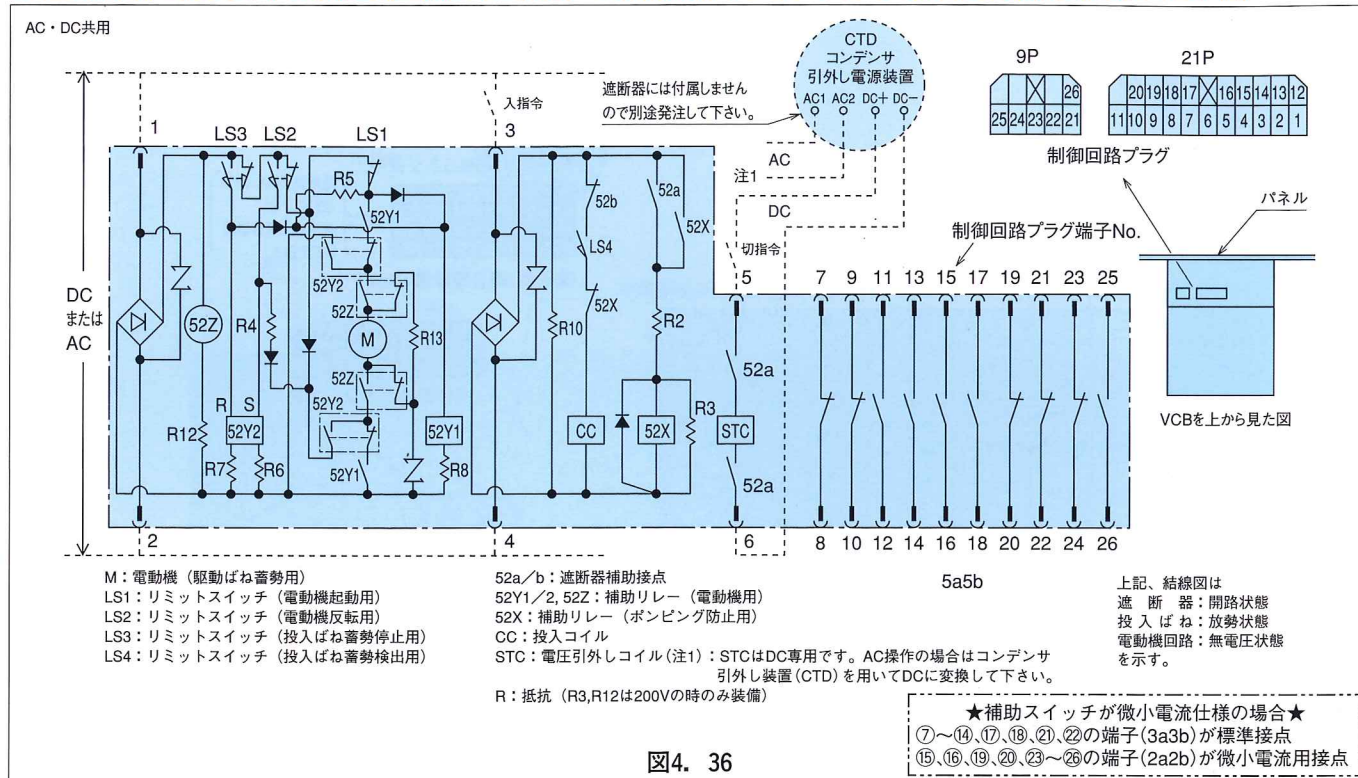 AC・DC共用
DC
または
AC
1
LS3
LS2
LS1
入指令
3
遮断器には付属しません
ので別途発注して下さい。
CTD
コンデンサ
引外し電源装置
AC1 AC2 DC+ DC−
AC
注1
DC
切指令
9P
26
25 24 23 22 21
21P
20 19 18 17 16 15 14 13 12
11 10 9 8 7 6 5 4 3 2 1
制御回路プラグ
パネル
制御回路プラグ端子No.
VCBを上から見た図
R5
52Y1
52Y2
52Z
52Z
R4
M
R13
52Z
52Y2
R12
R S
52Y2
R7
R6
52Y1
52Y1
R8
R10
52b
LS4
52X
CC
52a
52X
R2
52X
R3
5
52a
STC
52a
6
7 9 11 13 15 17 19 21 23 25
8 10 12 14 16 18 20 22 24 26
5a5b
2
4
M：電動機（駆動ばね蓄勢用）
LS1：リミットスイッチ（電動機起動用）
LS2：リミットスイッチ（電動機反転用）
LS3：リミットスイッチ（投入ばね蓄勢停止用）
LS4：リミットスイッチ（投入ばね蓄勢検出用）
52a／b：遮断器補助接点
52Y1／2, 52Z：補助リレー（電動機用）
52X：補助リレー（ポンピング防止用）
CC：投入コイル
STC：電圧引外しコイル（注1）：STCはDC専用です。AC操作の場合はコンデンサ
引外し装置（CTD）を用いてDCに変換して下さい。
R：抵抗（R3,R12は200Vの時のみ装備）
上記、結線図は
遮断器：開路状態
投入ばね：放勢状態
電動機回路：無電圧状態
を示す。
★補助スイッチが微小電流仕様の場合★
⑦〜⑭、⑰、⑱、㉑、㉒の端子(3a3b)が標準接点
⑮、⑯、⑲、⑳、㉓〜㉖の端子(2a2b)が微小電流用接点
図4. 36